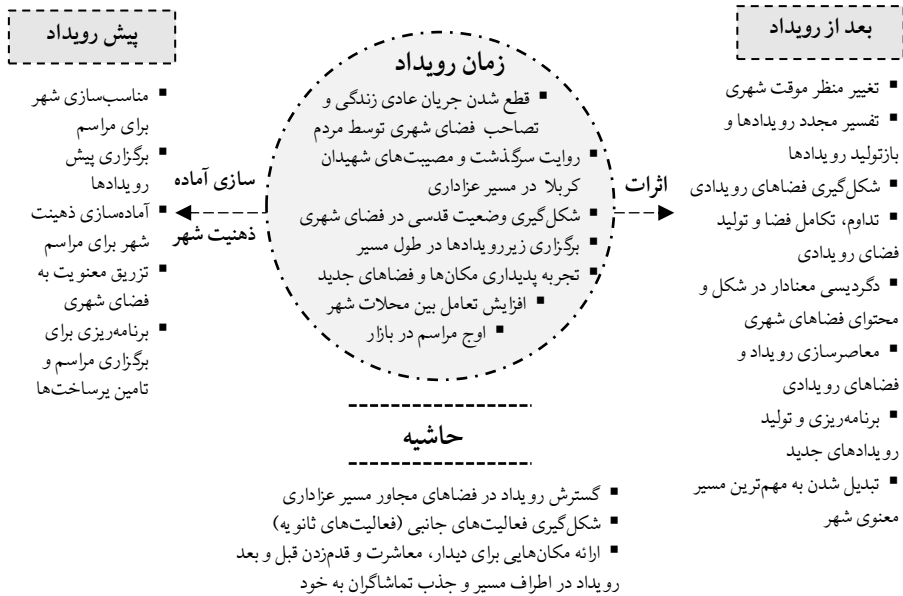 بعد از رویداد
▪ تغییر منظر موقت شهری
▪ تفسیر مجدد رویدادها و
بازتولید رویدادها
▪ شکل‌گیری فضاهای رویدادی
▪ تداوم، تکامل فضا و تولید
فضای رویدادی
▪ دگردیسی معنادار در شکل و
محتوای فضاهای شهری
▪ معاصرسازی رویداد و
فضاهای رویدادی
▪ برنامه‌ریزی و تولید
رویدادهای جدید
▪ تبدیل شدن به مهم‌ترین مسیر
معنوی شهر
اثرات
زمان رویداد
▪ قطع شدن جریان عادی زندگی و
تصاحب فضای شهری توسط مردم
▪ روایت سرگذشت و مصیبت‌های شهیدان
کربلا در مسیر عزاداری
▪ شکل‌گیری وضعیت قدسی در فضای شهری
▪ برگزاری زیررویدادها در طول مسیر
▪ تجربه پدیداری مکان‌ها و فضاهای جدید
▪ افزایش تعامل بین محلات شهر
▪ اوج مراسم در بازار
سازی آماده
ذهنیت شهر
پیش رویداد
▪ مناسب‌سازی شهر
برای مراسم
▪ برگزاری پیش
رویدادها
▪ آماده‌سازی ذهینت
شهر برای مراسم
▪ تزریق معنویت به
فضای شهری
▪ برنامه‌ریزی برای
برگزاری مراسم و
تامین یرساخت‌ها
حاشیه
▪ گسترش رویداد در فضاهای مجاور مسیر عزاداری
▪ شکل‌گیری فعالیت‌های جانبی (فعالیت‌های ثانویه)
▪ ارائه مکان‌هایی برای دیدار، معاشرت و قدم‌زدن قبل و بعد
رویداد در اطراف مسیر و جذب تماشاگران به خود